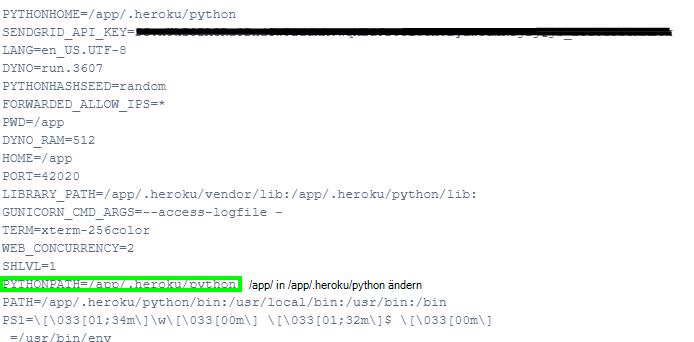 PYTHONHOME=/app/.heroku/python
SENDGRID_API_KEY=
LANG=en_US.UTF-8
DYNO=run.3607
PYTHONHASHSEED=random
FORWARDED_ALLOW_IPS=*
PWD=/app
DYNO_RAM=512
HOME=/app
PORT=42020
LIBRARY_PATH=/app/.heroku/vendor/lib:/app/.heroku/python/lib:
GUNICORN_CMD_ARGS=--access-logfile -
TERM=xterm-256color
WEB_CONCURRENCY=2
SHLVL=1
PYTHONPATH=/app/.heroku/python /app/ in /app/.heroku/python ändern
PATH=/app/.heroku/python/bin:/usr/local/bin:/usr/bin:/bin
PS1=\[\033[01;34m\]\w\[\033[00m\] \[\033[01;32m\]$ \[\033[00m\]
_=/usr/bin/env